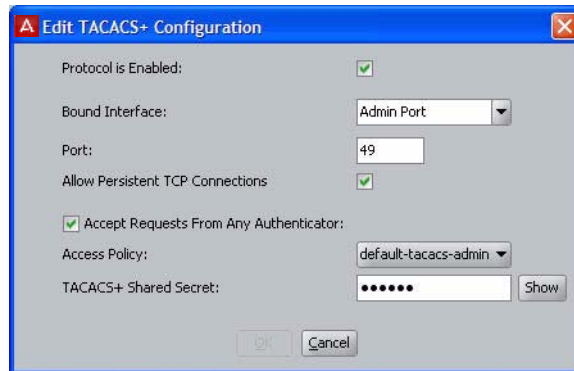 A Edit TACACS+ Configuration
Protocol is Enabled:
Bound Interface: Admin Port
Port: 49
Allow Persistent TCP Connections
Accept Requests From Any Authenticator:
Access Policy: default-tacacs-admin
TACACS+ Shared Secret: •••••• Show
OK Cancel